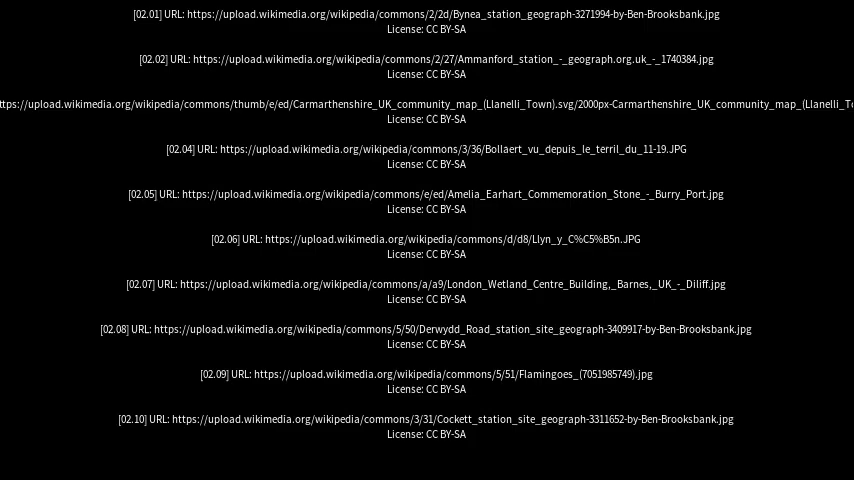 [02.01] URL: https://upload.wikimedia.org/wikipedia/commons/2/2d/Bynea_station_geograph-3271994-by-Ben-Brooksbank.jpg
License: CC BY-SA
[02.02] URL: https://upload.wikimedia.org/wikipedia/commons/2/27/Ammanford_station_-_geograph.org.uk_-_1740384.jpg
License: CC BY-SA
ttps://upload.wikimedia.org/wikipedia/commons/thumb/e/ed/Carmarthenshire_UK_community_map_(Llanelli_Town).svg/2000px-Carmarthenshire_UK_community_map_(Llanelli_To
License: CC BY-SA
[02.04] URL: https://upload.wikimedia.org/wikipedia/commons/3/36/Bollaert_vu_depuis_le_terril_du_11-19.JPG
License: CC BY-SA
[02.05] URL: https://upload.wikimedia.org/wikipedia/commons/e/ed/Amelia_Earhart_Commemoration_Stone_-_Burry_Port.jpg
License: CC BY-SA
[02.06] URL: https://upload.wikimedia.org/wikipedia/commons/d/d8/Llyn_y_C%C5%B5n.JPG
License: CC BY-SA
[02.07] URL: https://upload.wikimedia.org/wikipedia/commons/a/a9/London_Wetland_Centre_Building,_Barnes,_UK_-_Diliff.jpg
License: CC BY-SA
[02.08] URL: https://upload.wikimedia.org/wikipedia/commons/5/50/Derwydd_Road_station_site_geograph-3409917-by-Ben-Brooksbank.jpg
License: CC BY-SA
[02.09] URL: https://upload.wikimedia.org/wikipedia/commons/5/51/Flamingoes_(7051985749).jpg
License: CC BY-SA
[02.10] URL: https://upload.wikimedia.org/wikipedia/commons/3/31/Cockett_station_site_geograph-3311652-by-Ben-Brooksbank.jpg
License: CC BY-SA